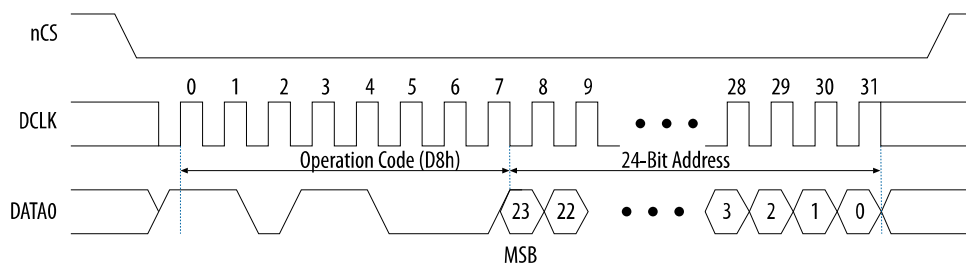 nCS
0 1 2 3 4 5 6 7 8 9 28 29 30 31
DCLK
Operation Code (D8h) 24-Bit Address
DATA0 23 22 3 2 1 0
MSB